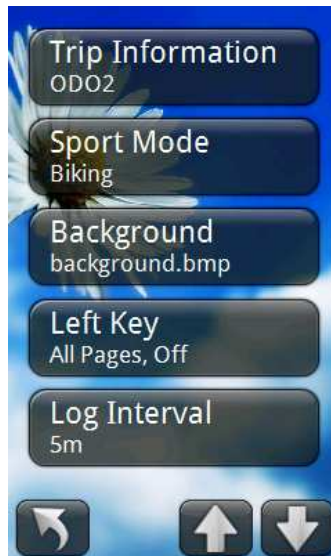 Trip Information
ODO2
Sport Mode
Biking
Background
background.bmp
Left Key
All Pages, Off
Log Interval
5m